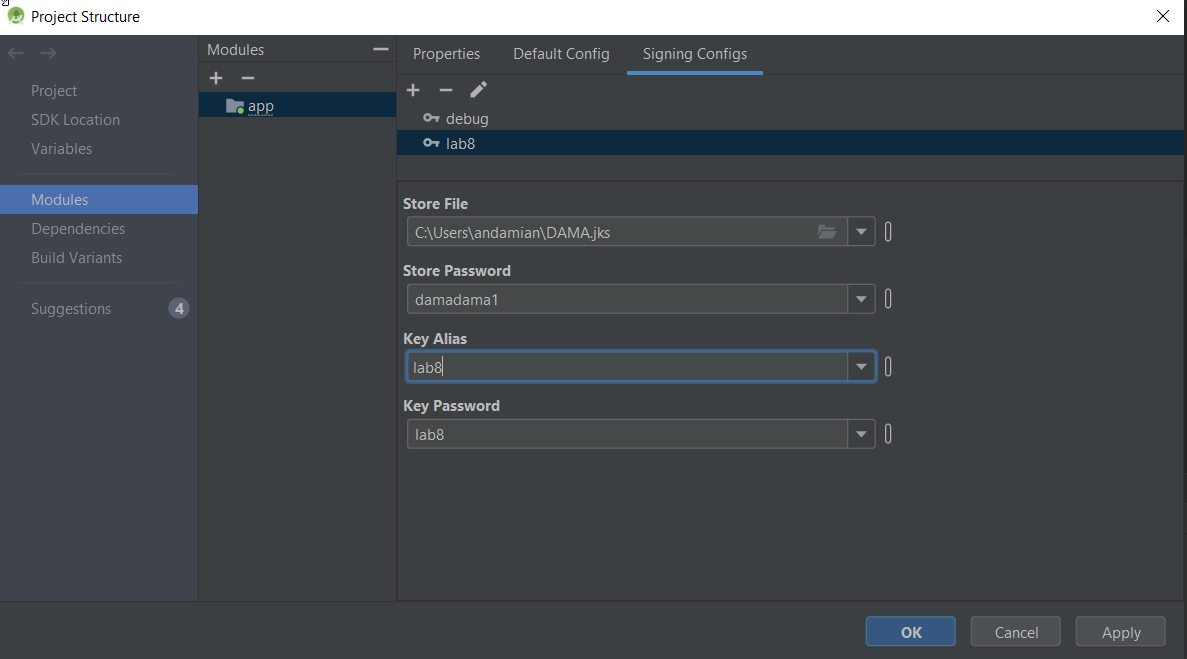 Project Structure
Project
SDK Location
Variables
Modules
Dependencies
Build Variants
Suggestions 4
Modules
app
Properties Default Config Signing Configs
debug
lab8
Store File
C:\Users\andamian\DAMA.jks
Store Password
damadama1
Key Alias
lab8
Key Password
lab8
OK Cancel Apply